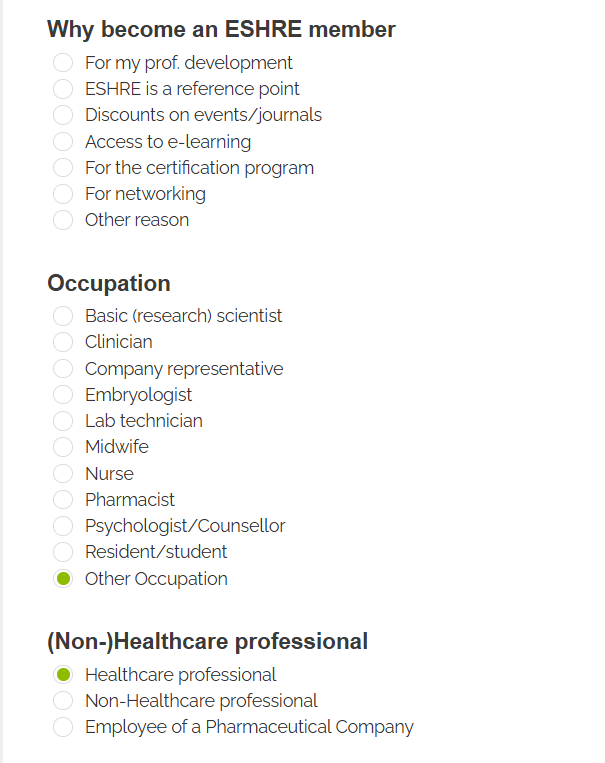 Why become an ESHRE member
For my prof. development
ESHRE is a reference point
Discounts on events/journals
Access to e-learning
For the certification program
For networking
Other reason
Occupation
Basic (research) scientist
Clinician
Company representative
Embryologist
Lab technician
Midwife
Nurse
Pharmacist
Psychologist/Counsellor
Resident/student
Other Occupation
(Non-)Healthcare professional
Healthcare professional
Non-Healthcare professional
Employee of a Pharmaceutical Company